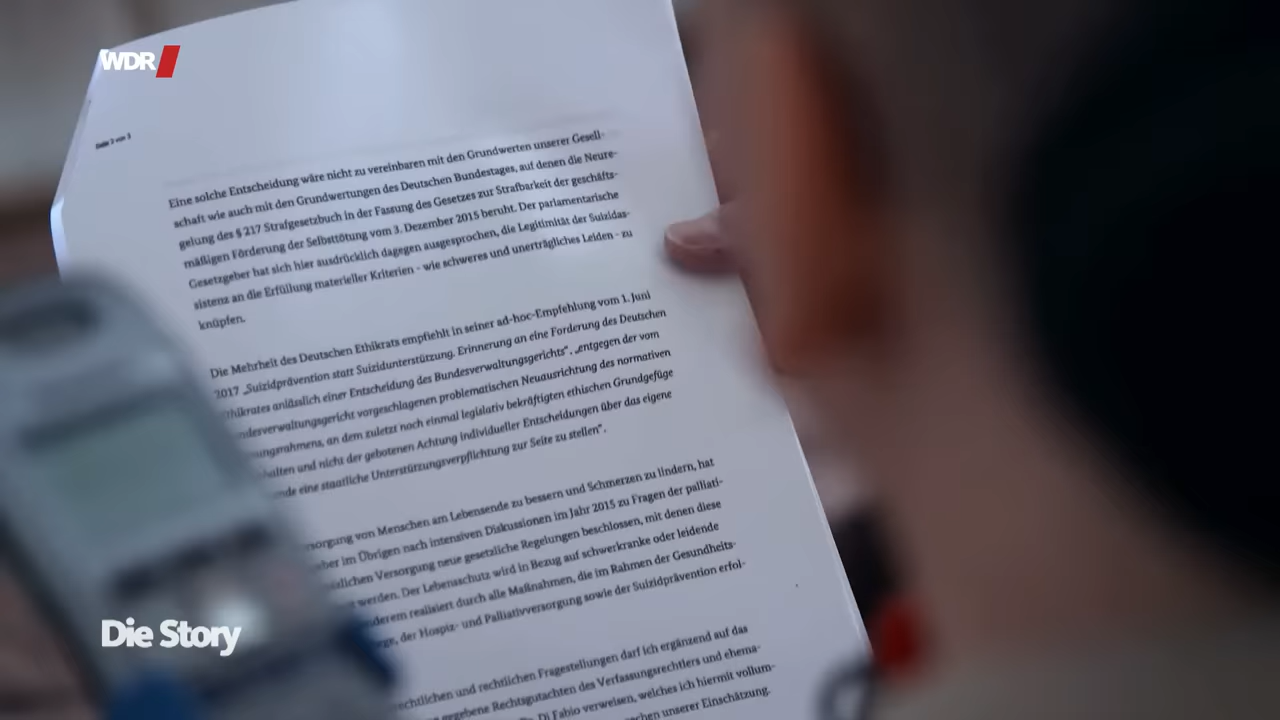 WDR
Seite 2 von 3
Eine solche Entscheidung wäre nicht zu vereinbaren mit den Grundwerten unserer Gesell-
schaft wie auch mit den Grundwertungen des Deutschen Bundestages, auf denen die Neure-
gelung des § 217 Strafgesetzbuch in der Fassung des Gesetzes zur Strafbarkeit der geschäfts-
mäßigen Förderung der Selbsttötung vom 3. Dezember 2015 beruht. Der parlamentarische
Gesetzgeber hat sich hier ausdrücklich dagegen ausgesprochen, die Legitimität der Suizidas-
sistenz an die Erfüllung materieller Kriterien - wie schweres und unerträgliches Leiden - zu
knüpfen.
Die Mehrheit des Deutschen Ethikrats empfiehlt in seiner ad-hoc-Empfehlung vom 1. Juni
2017 „Suizidprävention statt Suizidunterstützung. Erinnerung an eine Forderung des Deutschen
Ethikrates anlässlich einer Entscheidung des Bundesverwaltungsgerichts“, „entgegen der vom
ndesverwaltungsgericht vorgeschlagenen problematischen Neuausrichtung des normativen
ungsrahmens, an dem zuletzt noch einmal legislativ bekräftigten ethischen Grundgefüge
halten und nicht der gebotenen Achtung individueller Entscheidungen über das eigene
nde eine staatliche Unterstützungsverpflichtung zur Seite zu stellen“.
rsorgung von Menschen am Lebensende zu bessern und Schmerzen zu lindern, hat
ber im Übrigen nach intensiven Diskussionen im Jahr 2015 zu Fragen der palliati-
zlichen Versorgung neue gesetzliche Regelungen beschlossen, mit denen diese
werden. Der Lebensschutz wird in Bezug auf schwerkranke oder leidende
nderem realisiert durch alle Maßnahmen, die im Rahmen der Gesundheits-
ege, der Hospiz- und Palliativversorgung sowie der Suizidprävention erfol-
rechtlichen und rechtlichen Fragestellungen darf ich ergänzend auf das
gegebene Rechtsgutachten des Verfassungsrechtlers und ehema-
Di Fabio verweisen, welches ich hiermit vollum-
chen unserer Einschätzung.
Die Story